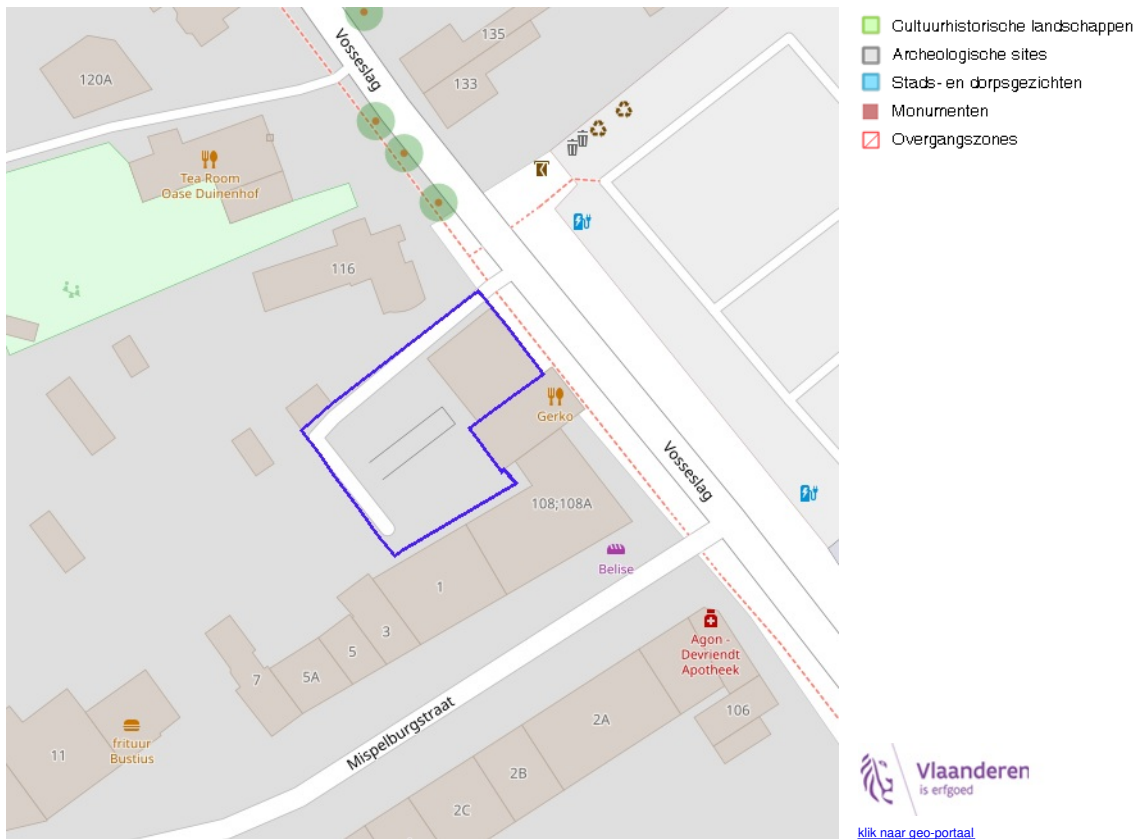 Vosseslag
135
133
120A
Tea Room
Oase Duinenhof
116
Gerko
Vosseslag
108;108A
Belise
1
3
5
5A
7
Agon -
Devriendt
Apotheek
106
2A
Mispelburgstraat
frituur
Bustius
11
2B
2C
Cultuurhistorische landschappen
Archeologische sites
Stads- en dorpsgezichten
Monumenten
Overgangszones
Vlaanderen
is erfgoed
klik naar geo-portaal